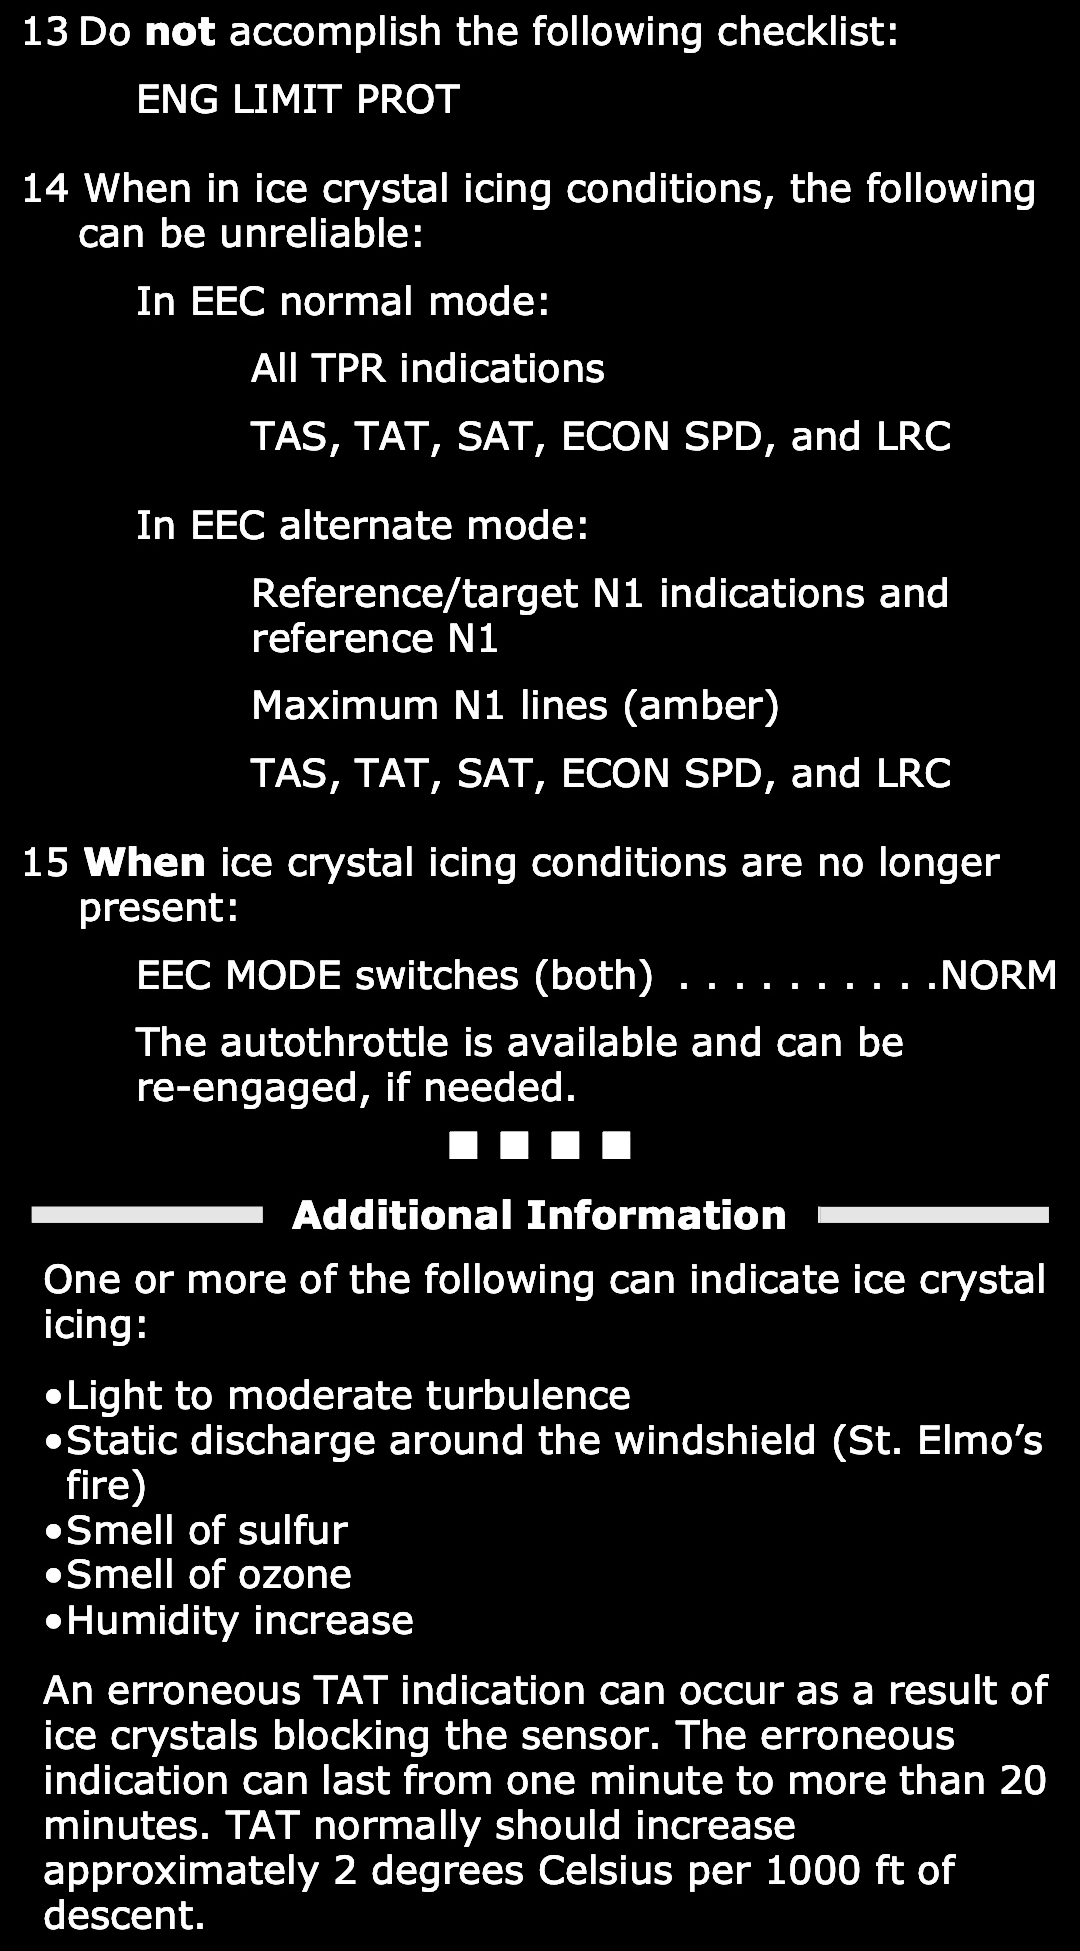 13 Do not accomplish the following checklist:
ENG LIMIT PROT
14 When in ice crystal icing conditions, the following
can be unreliable:
In EEC normal mode:
All TPR indications
TAS, TAT, SAT, ECON SPD, and LRC
In EEC alternate mode:
Reference/target N1 indications and
reference N1
Maximum N1 lines (amber)
TAS, TAT, SAT, ECON SPD, and LRC
15 When ice crystal icing conditions are no longer
present:
EEC MODE switches (both) . . . . . . . . . .NORM
The autothrottle is available and can be
re-engaged, if needed.
■ ■ ■ ■
Additional Information
One or more of the following can indicate ice crystal
icing:
•Light to moderate turbulence
•Static discharge around the windshield (St. Elmo’s
fire)
•Smell of sulfur
•Smell of ozone
•Humidity increase
An erroneous TAT indication can occur as a result of
ice crystals blocking the sensor. The erroneous
indication can last from one minute to more than 20
minutes. TAT normally should increase
approximately 2 degrees Celsius per 1000 ft of
descent.